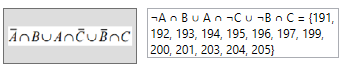 A̅∩B∪A∩C̅∪B̅∩C
¬A ∩ B ∪ A ∩ ¬C ∪ ¬B ∩ C = {191,
192, 193, 194, 195, 196, 197, 199,
200, 201, 203, 204, 205}